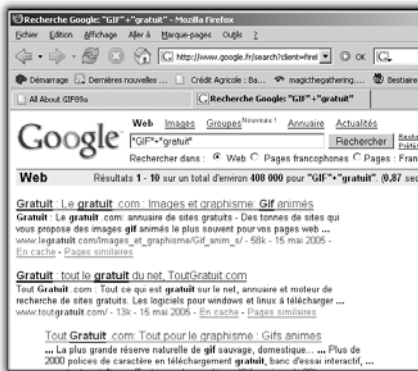 Recherche Google: "GIF"+"gratuit" - Mozilla Firefox
Fichier Edition Affichage Aller à Marque-pages Outils ?
http://www.google.fr/search?client=firef OK
Démarrage Dernières nouvelles ... Crédit Agricole : Ba... magicthegathering.... Bestiaire
All About GIF89a Recherche Google: "GIF"+"gratuit"
Web Images Groupes Nouveau ! Annuaire Actualités
Google
"GIF"+"gratuit" Rechercher
Rechercher dans : Web Pages francophones Pages : Fran
Web Résultats 1 - 10 sur un total d'environ 408 000 pour "GIF"+"gratuit". (0,87 sec
Gratuit : Le gratuit .com : Images et graphisme: Gif animés
Gratuit : Le gratuit .com: annuaire de sites gratuits - Des tonnes de sites qui
vous propose des images gif animés le plus souvent pour vos pages web ...
www.legratuit.com/Images_et_graphisme/Gif_anim_s/ - 58k - 15 mai 2005 -
En cache - Pages similaires
Gratuit : tout le gratuit du net, ToutGratuit.com
Tout Gratuit .com : Tout ce qui est gratuit sur le net, annuaire et moteur de
recherche de sites gratuits. Les logiciels pour windows et linux à télécharger ...
www.toutgratuit.com/ - 13k - 15 mai 2005 - En cache - Pages similaires
Tout Gratuit .com: Tout pour le graphisme : Gifs animes
... La plus grande réserve naturelle de gif sauvage, domestique... ... Plus de
2000 polices de caractère en téléchargement gratuit, banc d'essai interactif, ...